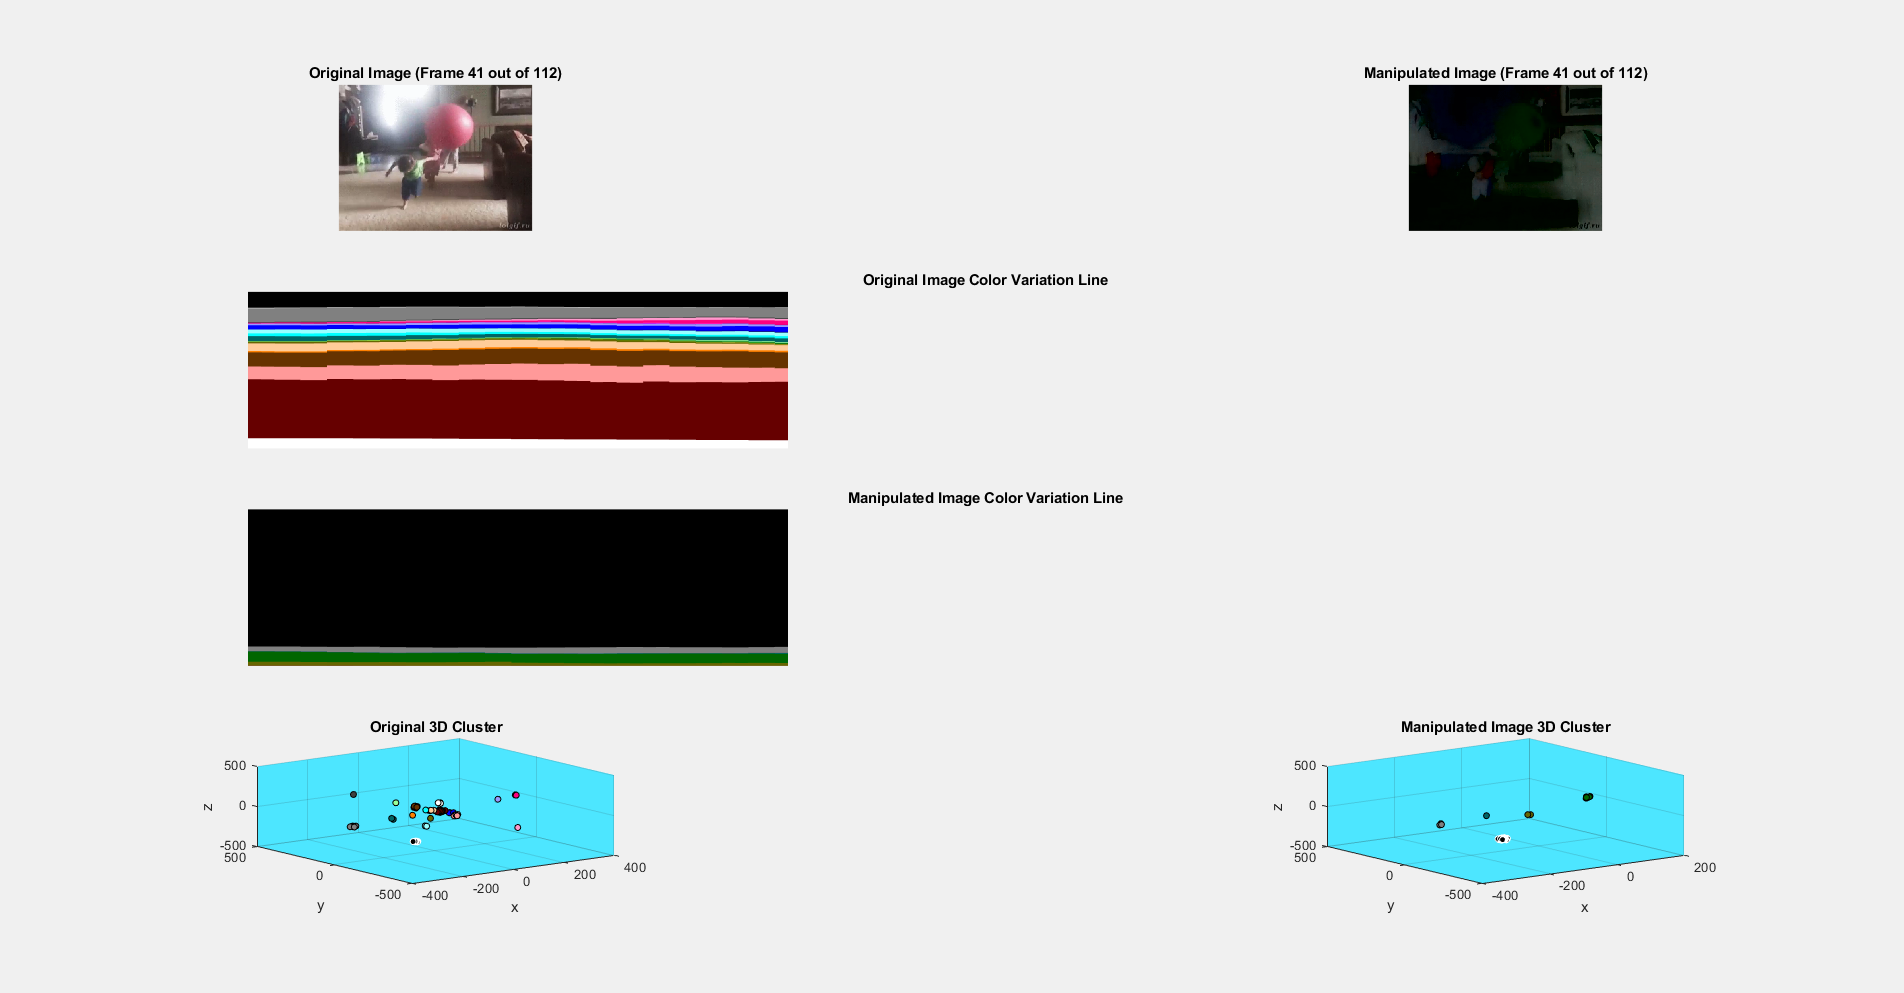 Original Image (Frame 41 out of 112)
Manipulated Image (Frame 41 out of 112)
Original Image Color Variation Line
Manipulated Image Color Variation Line
Original 3D Cluster
500
0
-500
z
500
0
-500
y
-400
-200
0
200
400
x
Manipulated Image 3D Cluster
500
0
-500
z
500
0
-500
y
-400
-200
0
200
x